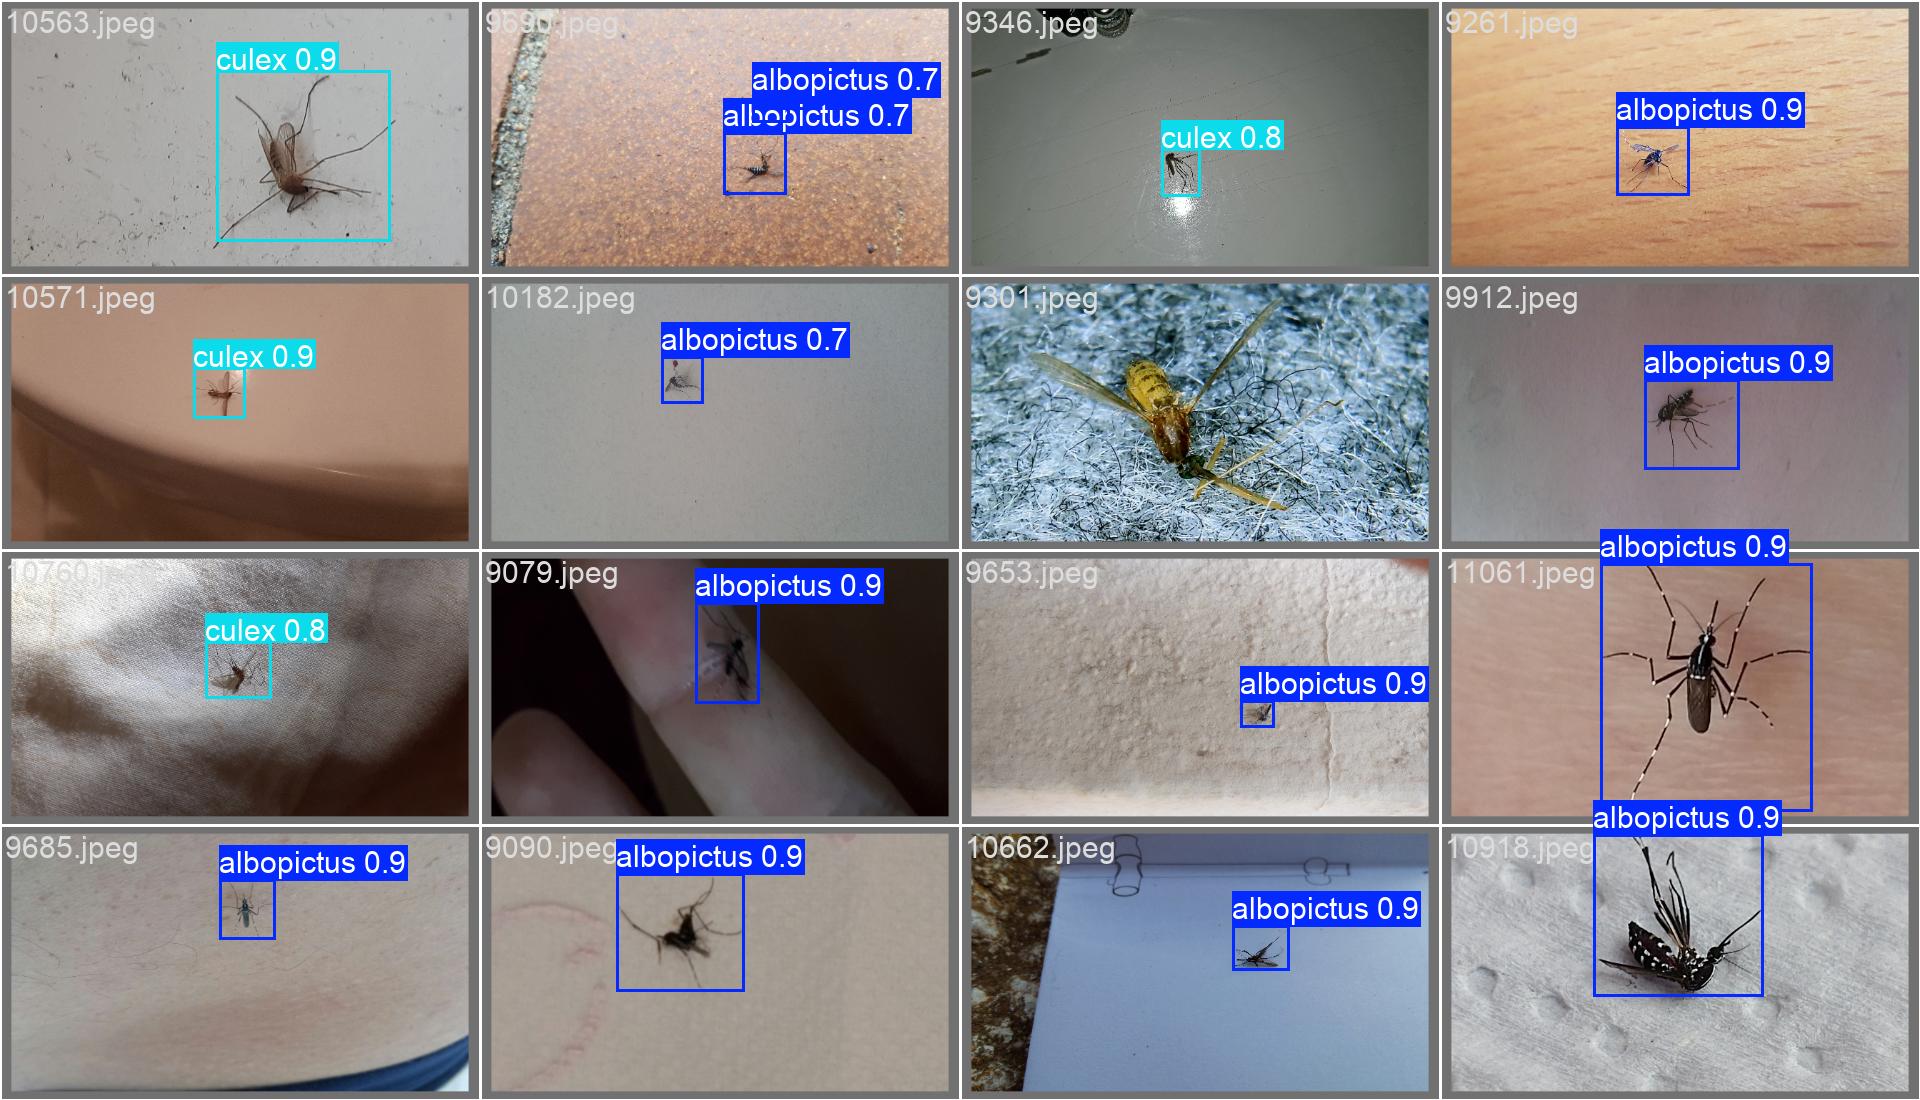 10563.jpeg
culex 0.9
9690.jpeg
albopictus 0.7
albopictus 0.7
9346.jpeg
culex 0.8
9261.jpeg
albopictus 0.9
10571.jpeg
culex 0.9
10182.jpeg
albopictus 0.7
9301.jpeg
9912.jpeg
albopictus 0.9
10760.jpeg
culex 0.8
9079.jpeg
albopictus 0.9
9653.jpeg
albopictus 0.9
11061.jpeg
albopictus 0.9
9685.jpeg
albopictus 0.9
9090.jpeg
albopictus 0.9
10662.jpeg
albopictus 0.9
10918.jpeg
albopictus 0.9